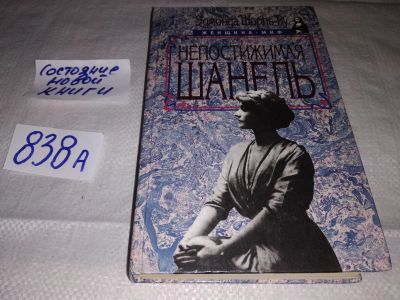 Состояние
новой
книги
838А
Эдмонда Шарль-Ру
ЖЕНЩИНА-МИФ
НЕПОСТИЖИМАЯ
ШАНЕЛЬ